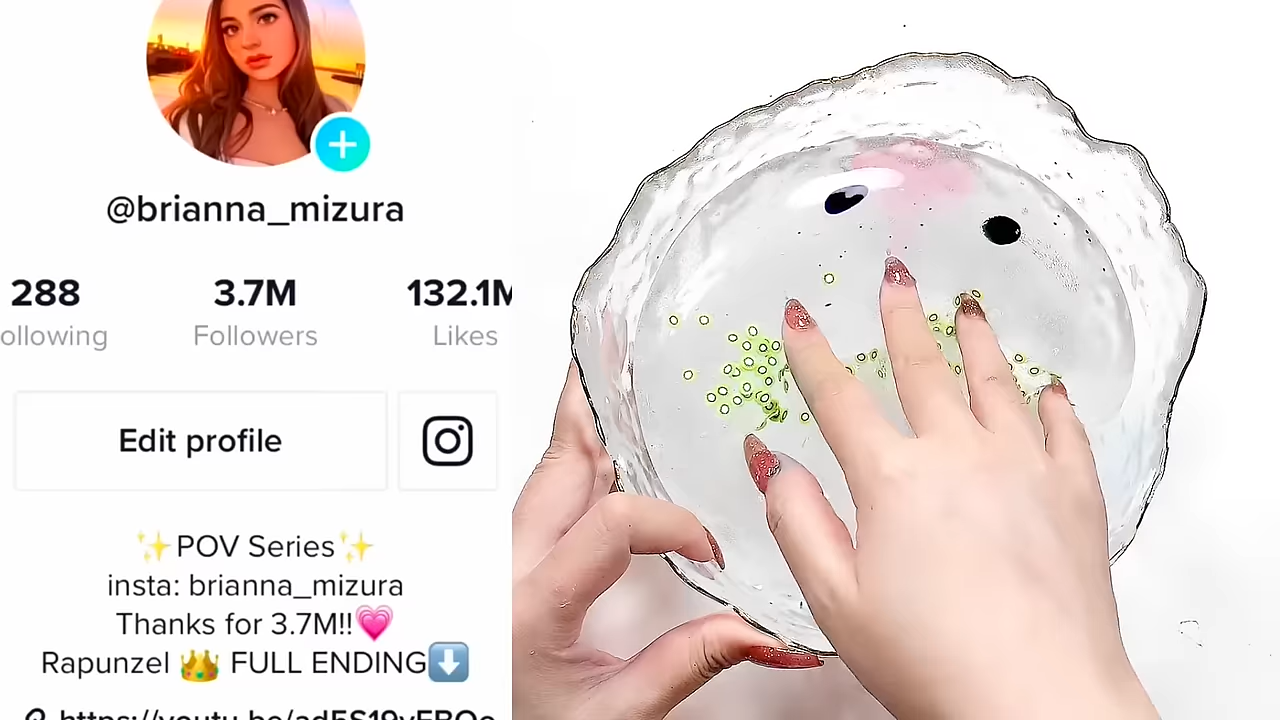 @brianna_mizura
288 3.7M 132.1M
ollowing Followers Likes
Edit profile
✨POV Series✨
insta: brianna_mizura
Thanks for 3.7M!!💗
Rapunzel 👑 FULL ENDING⬇️